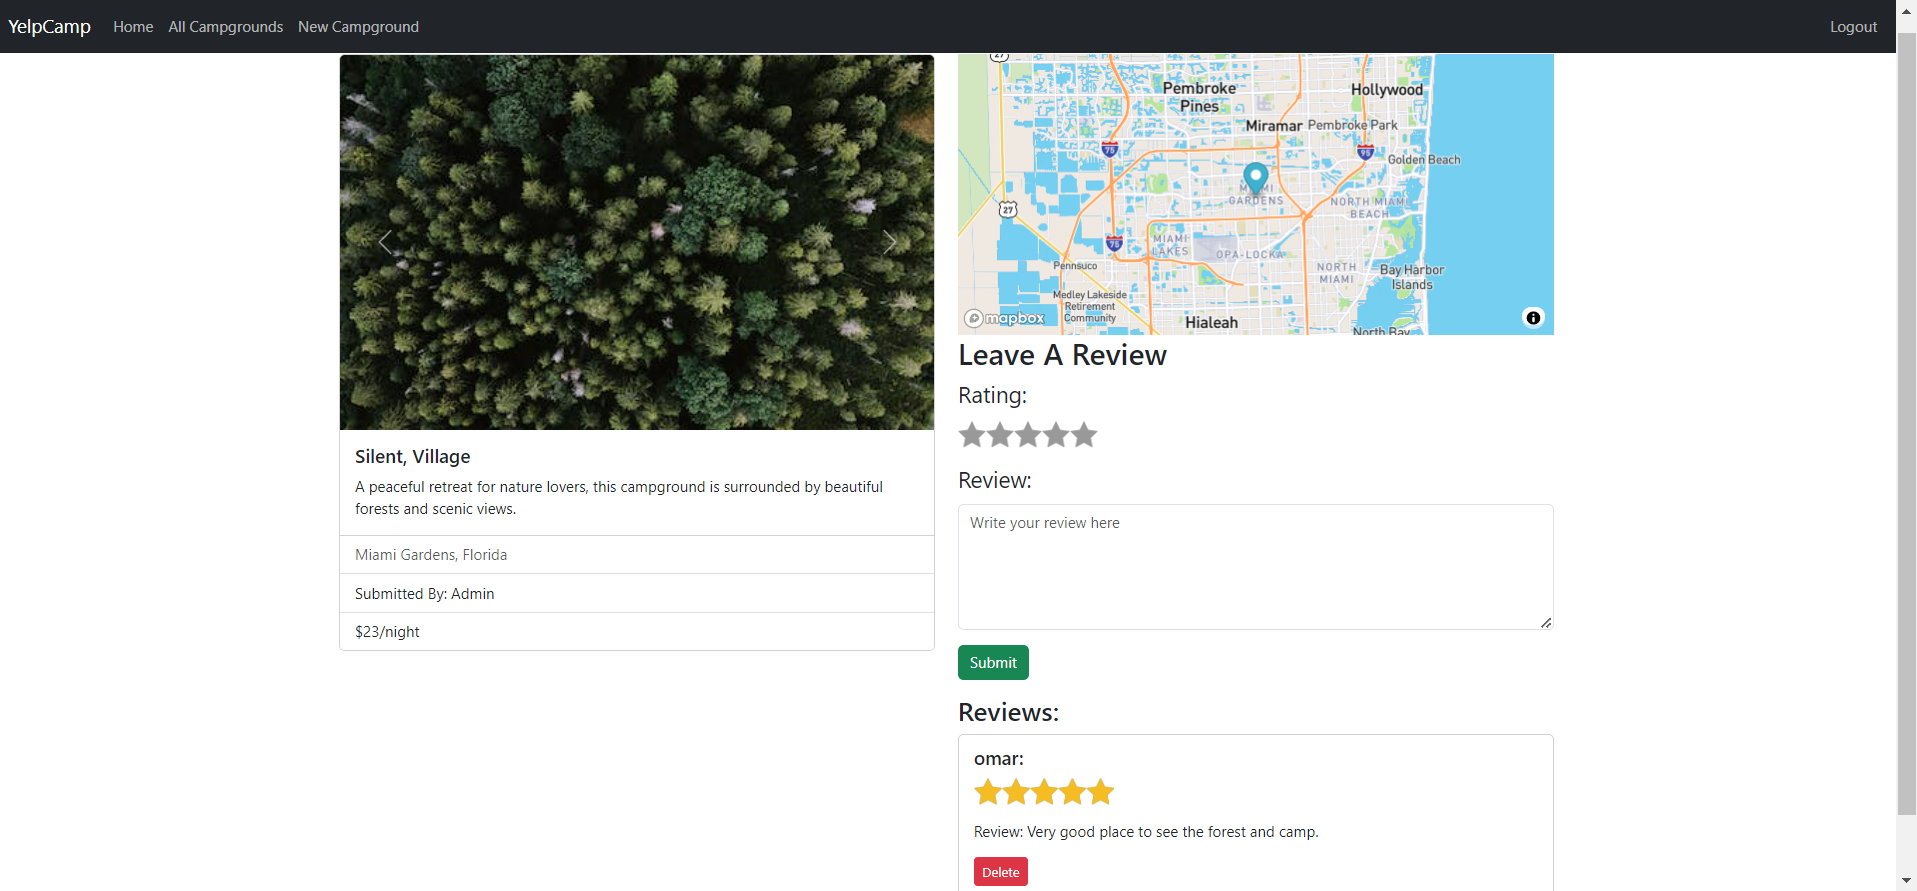 YelpCamp Home All Campgrounds New Campground Logout
Silent, Village
A peaceful retreat for nature lovers, this campground is surrounded by beautiful
forests and scenic views.
Miami Gardens, Florida
Submitted By: Admin
$23/night
27
Pembroke
Pines
Hollywood
Miramar
Pembroke Park
75
95
Golden Beach
MIAMI
GARDENS
27
NORTH MIAMI
BEACH
75
MIAMI
LAKES
OPA-LOCKA
Pennsuco
NORTH
MIAMI
Bay Harbor
Islands
Medley Lakeside
Retirement
Community
mapbox
Hialeah
North Bay
Leave A Review
Rating:
Review:
Write your review here
Submit
Reviews:
omar:
Review: Very good place to see the forest and camp.
Delete